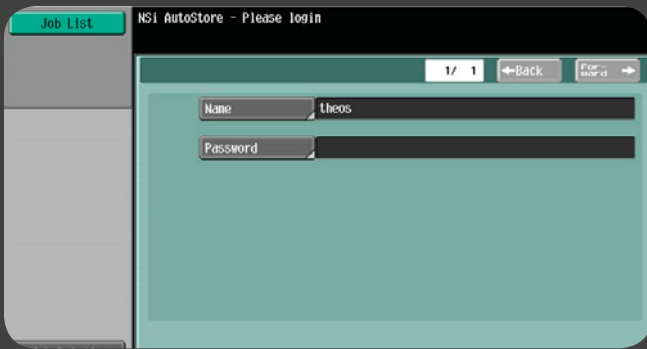 Job List
NSi AutoStore - Please login
1/ 1
←Back
For-
ward →
Name
theos
Password